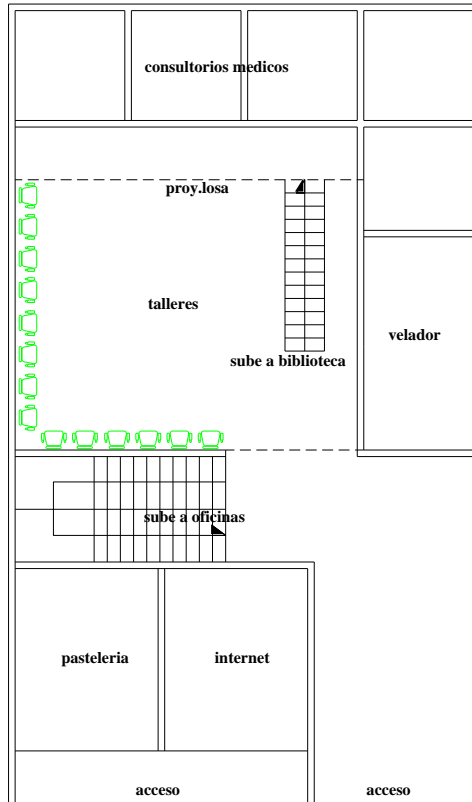 consultorios medicos
proy.losa
talleres
velador
sube a biblioteca
sube a oficinas
pasteleria
internet
acceso
acceso